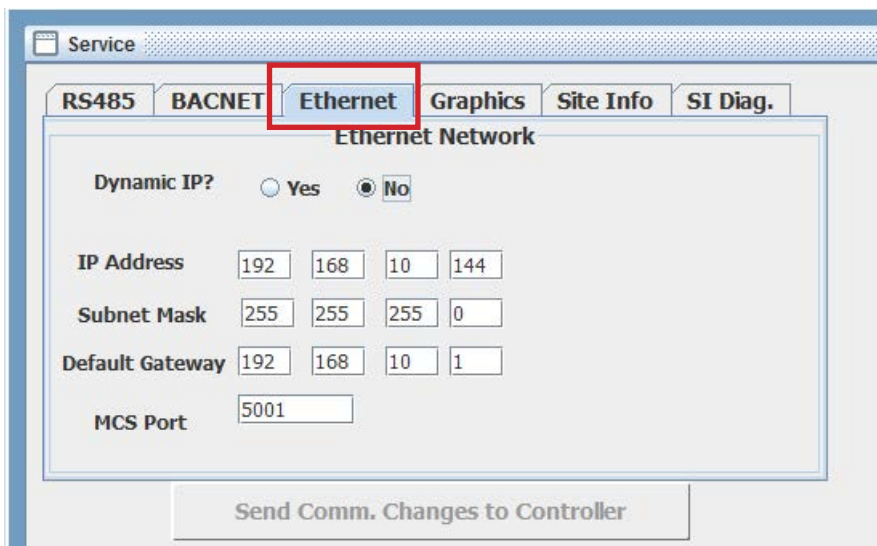 Service
RS485 BACNET Ethernet Graphics Site Info SI Diag.
Ethernet Network
Dynamic IP? Yes No
IP Address 192 168 10 144
Subnet Mask 255 255 255 0
Default Gateway 192 168 10 1
MCS Port 5001
Send Comm. Changes to Controller